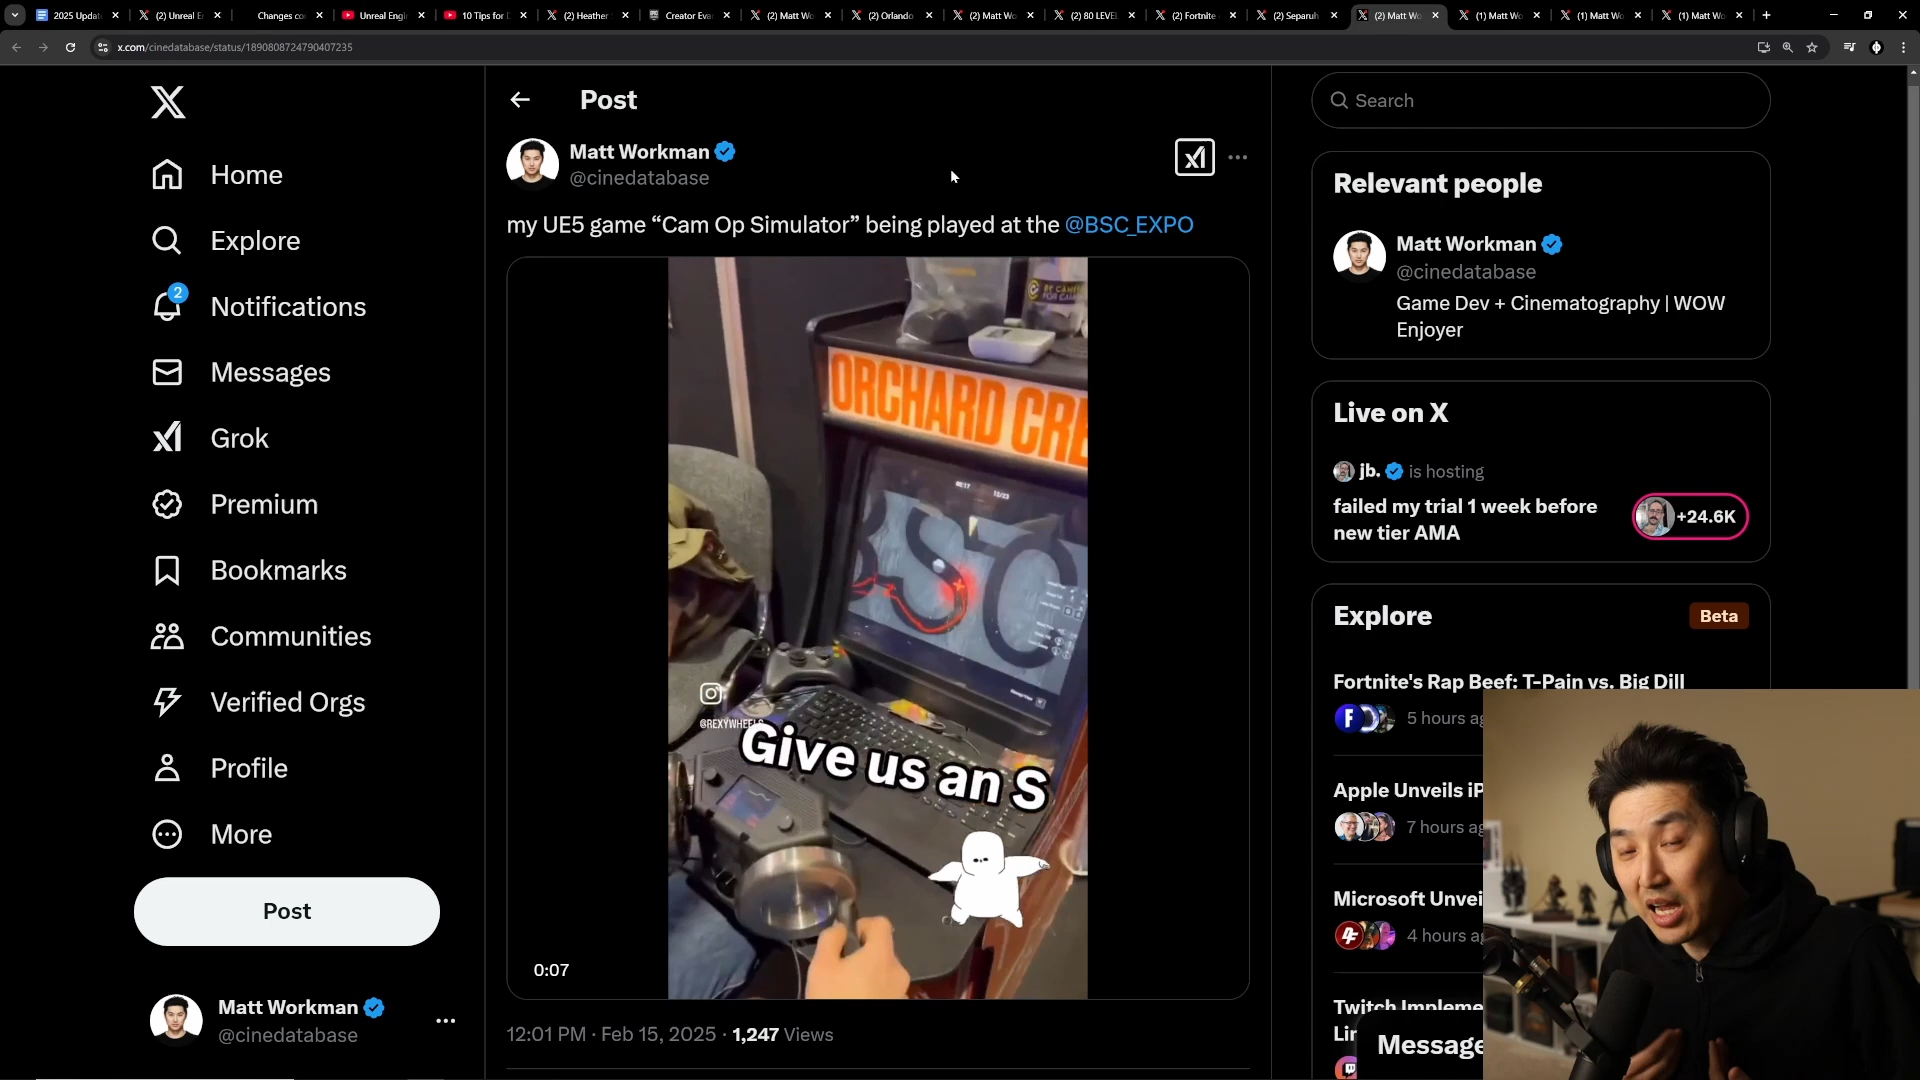 2025 Updat
(2) Unreal E
Changes co
Unreal Engi
10 Tips for
(2) Heather
Creator Eva
(2) Matt Wo
(2) Orlando
(2) Matt Wo
(2) 80 LEVE
(2) Fortnite
(2) Separuh
(2) Matt Wo
(1) Matt Wo
(1) Matt Wo
(1) Matt Wo
x.com/cinedatabase/status/1890808724790407235
Home
Explore
2
Notifications
Messages
Grok
Premium
Bookmarks
Communities
Verified Orgs
Profile
More
Post
Matt Workman
@cinedatabase
Post
Matt Workman
@cinedatabase
my UE5 game “Cam Op Simulator” being played at the @BSC_EXPO
ORCHARD CRE
@REXYWHEELS
Give us an S
0:07
12:01 PM · Feb 15, 2025 · 1,247 Views
Search
Relevant people
Matt Workman
@cinedatabase
Game Dev + Cinematography | WOW
Enjoyer
Live on X
jb. is hosting
failed my trial 1 week before
new tier AMA
+24.6K
Explore
Beta
Fortnite's Rap Beef: T-Pain vs. Big Dill
5 hours ag
Apple Unveils iP
7 hours ag
Microsoft Unvei
4 hours ag
Twitch Impleme
Lir
Message